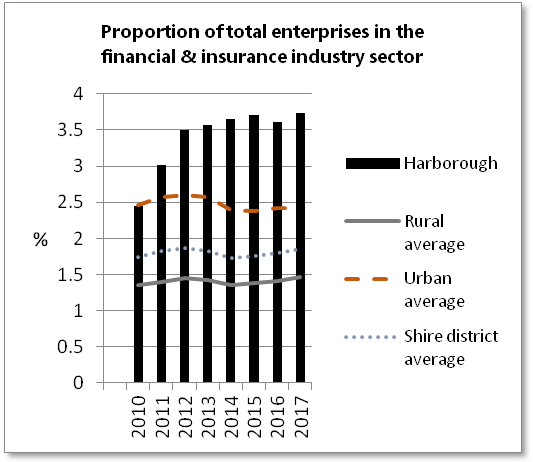 Proportion of total enterprises in the
financial & insurance industry sector
4
3.5
3
2.5
2
1.5
1
0.5
0
%
2010
2011
2012
2013
2014
2015
2016
2017
Harborough
Rural
average
Urban
average
Shire district
average